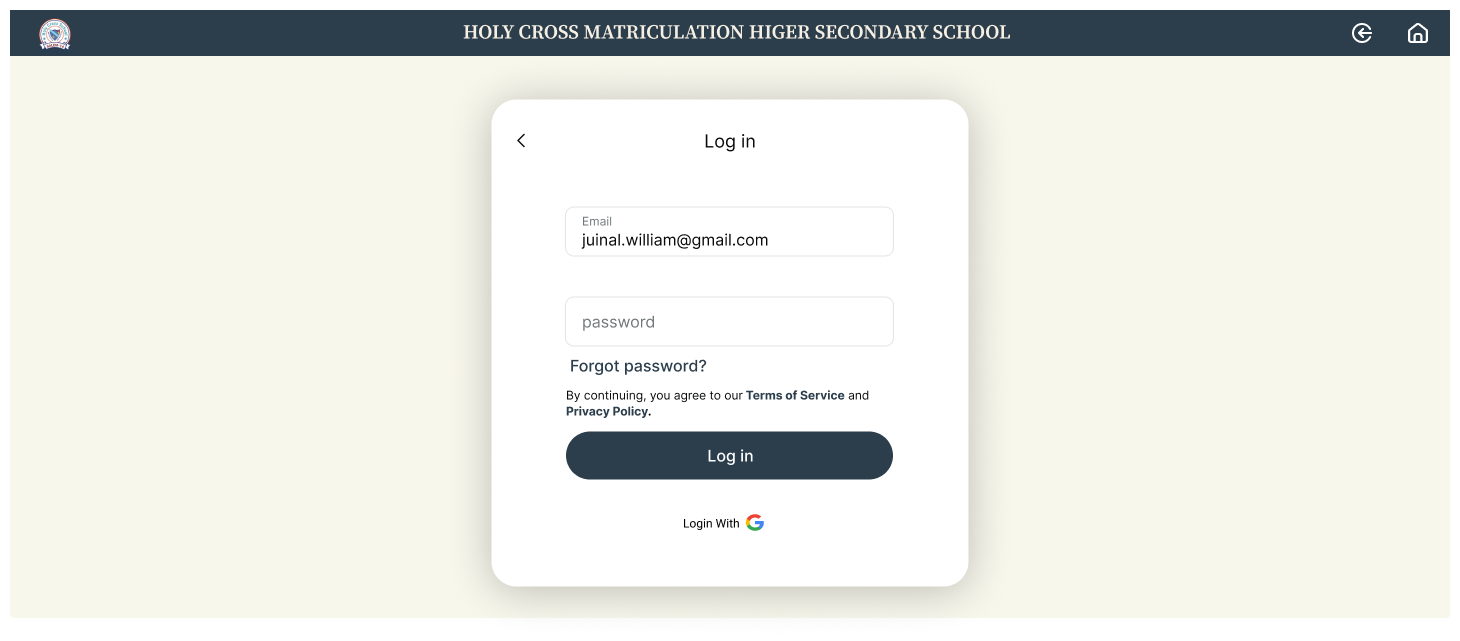 HOLY CROSS MATRICULATION HIGER SECONDARY SCHOOL
Log in
Email
juinal.william@gmail.com
password
Forgot password?
By continuing, you agree to our Terms of Service and
Privacy Policy.
Log in
Login With